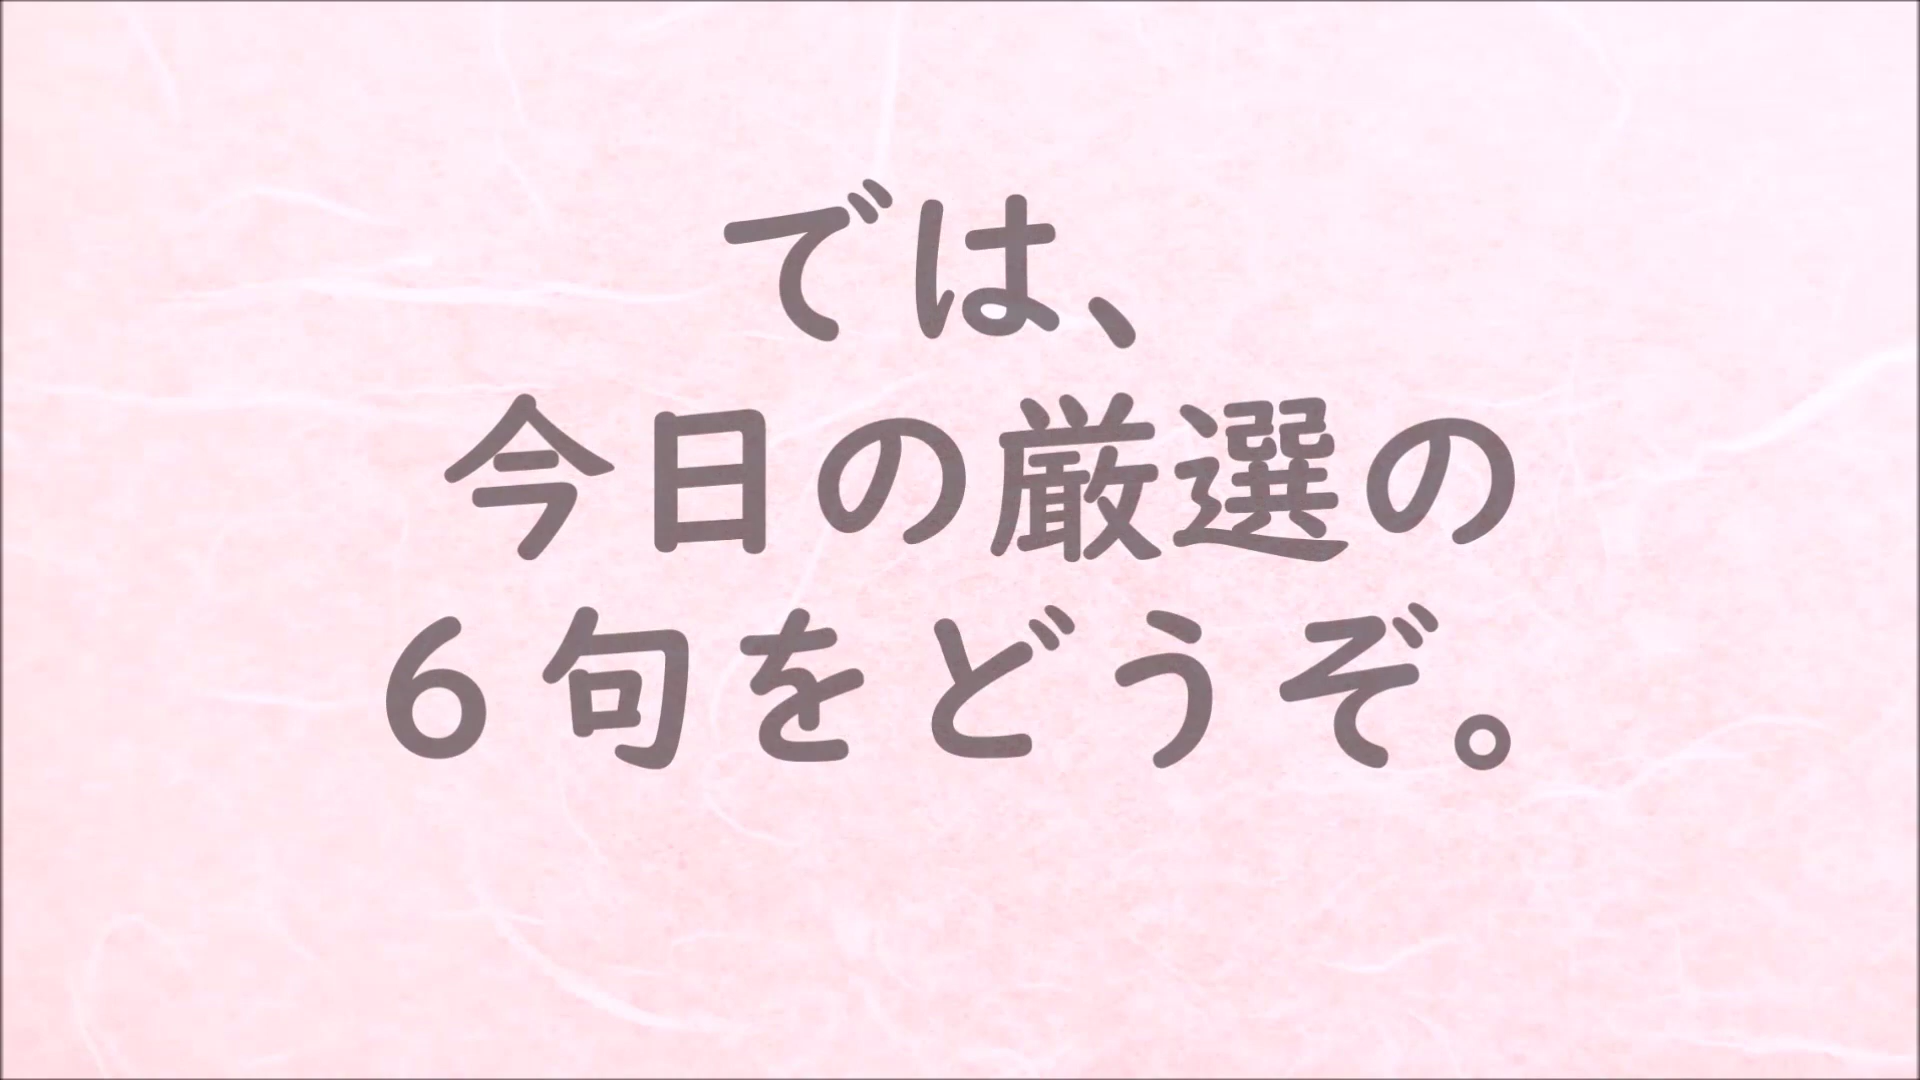 では、
今日の厳選の
６句をどうぞ。